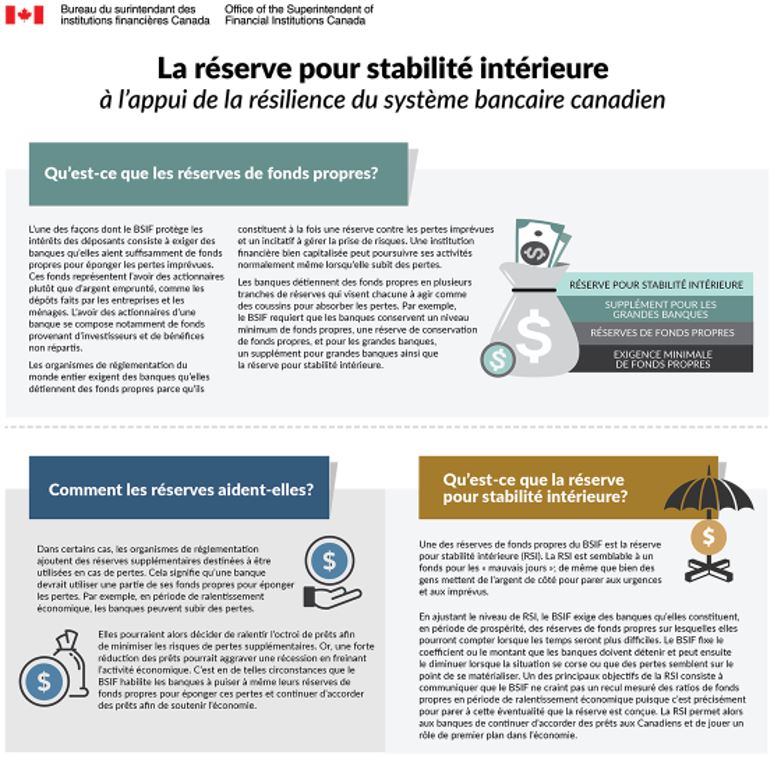 Bureau du surintendant des
institutions financières Canada
Office of the Superintendent of
Financial Institutions Canada
La réserve pour stabilité intérieure
à l'appui de la résilience du système bancaire canadien
Qu'est-ce que les réserves de fonds propres?
L'une des façons dont le BSIF protège les
intérêts des déposants consiste à exiger des
banques qu'elles aient suffisamment de fonds
propres pour éponger les pertes imprévues.
Ces fonds représentent l'avoir des actionnaires
plutôt que d'argent emprunté, comme les
dépôts faits par les entreprises et les
ménages. L'avoir des actionnaires d'une
banque se compose notamment de fonds
provenant d'investisseurs et de bénéfices
non répartis.
Les organismes de réglementation du
monde entier exigent des banques qu'elles
détiennent des fonds propres parce qu'ils
constituent à la fois une réserve contre les pertes imprévues
et un incitatif à gérer la prise de risques. Une institution
financière bien capitalisée peut poursuivre ses activités
normalement même lorsqu'elle subit des pertes.
Les banques détiennent des fonds propres en plusieurs
tranches de réserves qui visent chacune à agir comme
des coussins pour absorber les pertes. Par exemple,
le BSIF requiert que les banques conservent un niveau
minimum de fonds propres, une réserve de conservation
de fonds propres, et pour les grandes banques,
un supplément pour grandes banques ainsi que
la réserve pour stabilité intérieure.
$
$
$
RÉSERVE POUR STABILITÉ INTÉRIEURE
SUPPLÉMENT POUR LES
GRANDES BANQUES
RÉSERVES DE FONDS PROPRES
EXIGENCE MINIMALE
DE FONDS PROPRES
Comment les réserves aident-elles?
Dans certains cas, les organismes de réglementation
ajoutent des réserves supplémentaires destinées à être
utilisées en cas de pertes. Cela signifie qu'une banque
devrait utiliser une partie de ses fonds propres pour éponger
les pertes. Par exemple, en période de ralentissement
économique, les banques peuvent subir des pertes.
$
Elles pourraient alors décider de ralentir l'octroi de prêts afin
de minimiser les risques de pertes supplémentaires. Or, une forte
réduction des prêts pourrait aggraver une récession en freinant
l'activité économique. C'est en de telles circonstances que le
BSIF habilite les banques à puiser à même leurs réserves de
fonds propres pour éponger ces pertes et continuer d'accorder
des prêts afin de soutenir l'économie.
$
Qu'est-ce que la réserve
pour stabilité intérieure?
$
Une des réserves de fonds propres du BSIF est la réserve
pour stabilité intérieure (RSI). La RSI est semblable à un
fonds pour les « mauvais jours »; de même que bien des
gens mettent de l'argent de côté pour parer aux urgences
et aux imprévus.
En ajustant le niveau de RSI, le BSIF exige des banques qu'elles constituent,
en période de prospérité, des réserves de fonds propres sur lesquelles elles
pourront compter lorsque les temps seront plus difficiles. Le BSIF fixe le
coefficient ou le montant que les banques doivent détenir et peut ensuite
le diminuer lorsque la situation se corse ou que des pertes semblent sur le
point de se matérialiser. Un des principaux objectifs de la RSI consiste à
communiquer que le BSIF ne craint pas un recul mesuré des ratios de fonds
propres en période de ralentissement économique puisque c'est précisément
pour parer à cette éventualité que la réserve est conçue. La RSI permet alors
aux banques de continuer d'accorder des prêts aux Canadiens et de jouer un
rôle de premier plan dans l'économie.